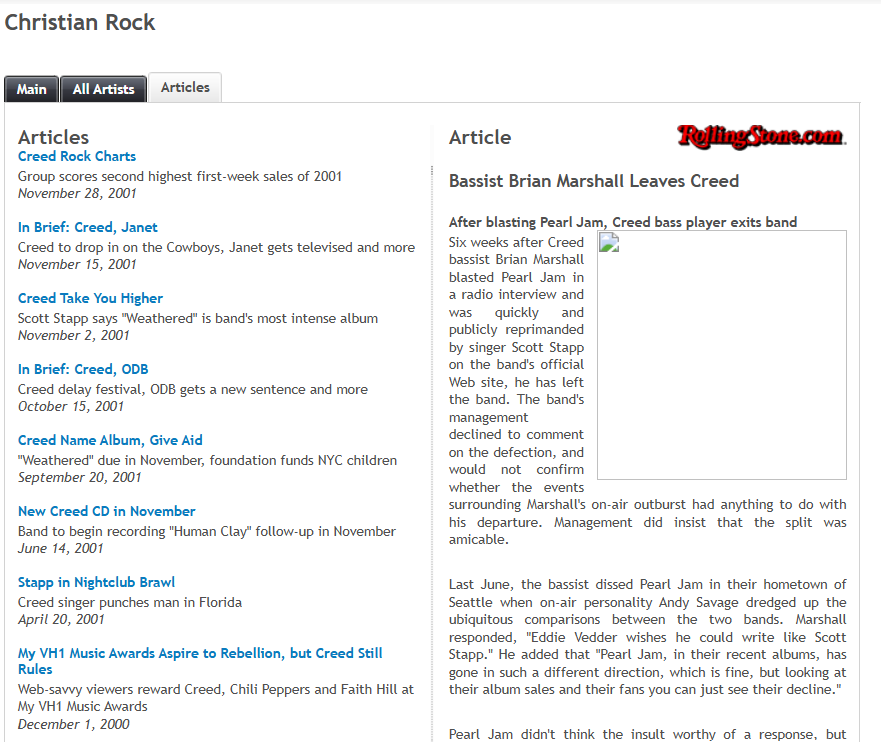 Christian Rock
Main
All Artists
Articles
Articles
Creed Rock Charts
Group scores second highest first-week sales of 2001
November 28, 2001
In Brief: Creed, Janet
Creed to drop in on the Cowboys, Janet gets televised and more
November 15, 2001
Creed Take You Higher
Scott Stapp says "Weathered" is band's most intense album
November 2, 2001
In Brief: Creed, ODB
Creed delay festival, ODB gets a new sentence and more
October 15, 2001
Creed Name Album, Give Aid
"Weathered" due in November, foundation funds NYC children
September 20, 2001
New Creed CD in November
Band to begin recording "Human Clay" follow-up in November
June 14, 2001
Stapp in Nightclub Brawl
Creed singer punches man in Florida
April 20, 2001
My VH1 Music Awards Aspire to Rebellion, but Creed Still
Rules
Web-savvy viewers reward Creed, Chili Peppers and Faith Hill at
My VH1 Music Awards
December 1, 2000
Article
RollingStone.com
Bassist Brian Marshall Leaves Creed
After blasting Pearl Jam, Creed bass player exits band
Six weeks after Creed
bassist Brian Marshall
blasted Pearl Jam in
a radio interview and
was quickly and
publicly reprimanded
by singer Scott Stapp
on the band's official
Web site, he has left
the band. The band's
management
declined to comment
on the defection, and
would not confirm
whether the events
surrounding Marshall's on-air outburst had anything to do with
his departure. Management did insist that the split was
amicable.
Last June, the bassist dissed Pearl Jam in their hometown of
Seattle when on-air personality Andy Savage dredged up the
ubiquitous comparisons between the two bands. Marshall
responded, "Eddie Vedder wishes he could write like Scott
Stapp." He added that "Pearl Jam, in their recent albums, has
gone in such a different direction, which is fine, but looking at
their album sales and their fans you can just see their decline."
Pearl Jam didn't think the insult worthy of a response, but